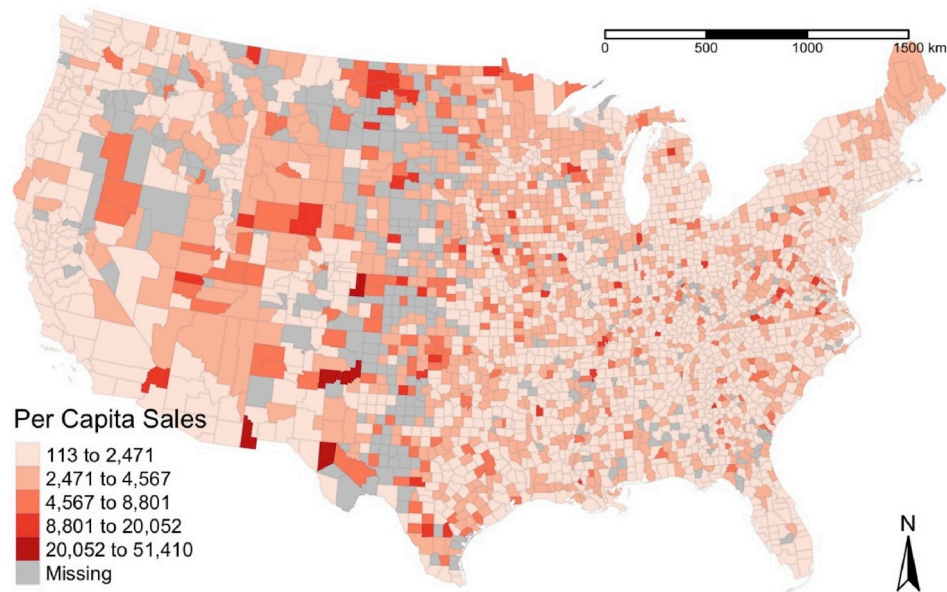 0 500 1000 1500 km
Per Capita Sales
113 to 2,471
2,471 to 4,567
4,567 to 8,801
8,801 to 20,052
20,052 to 51,410
Missing
N